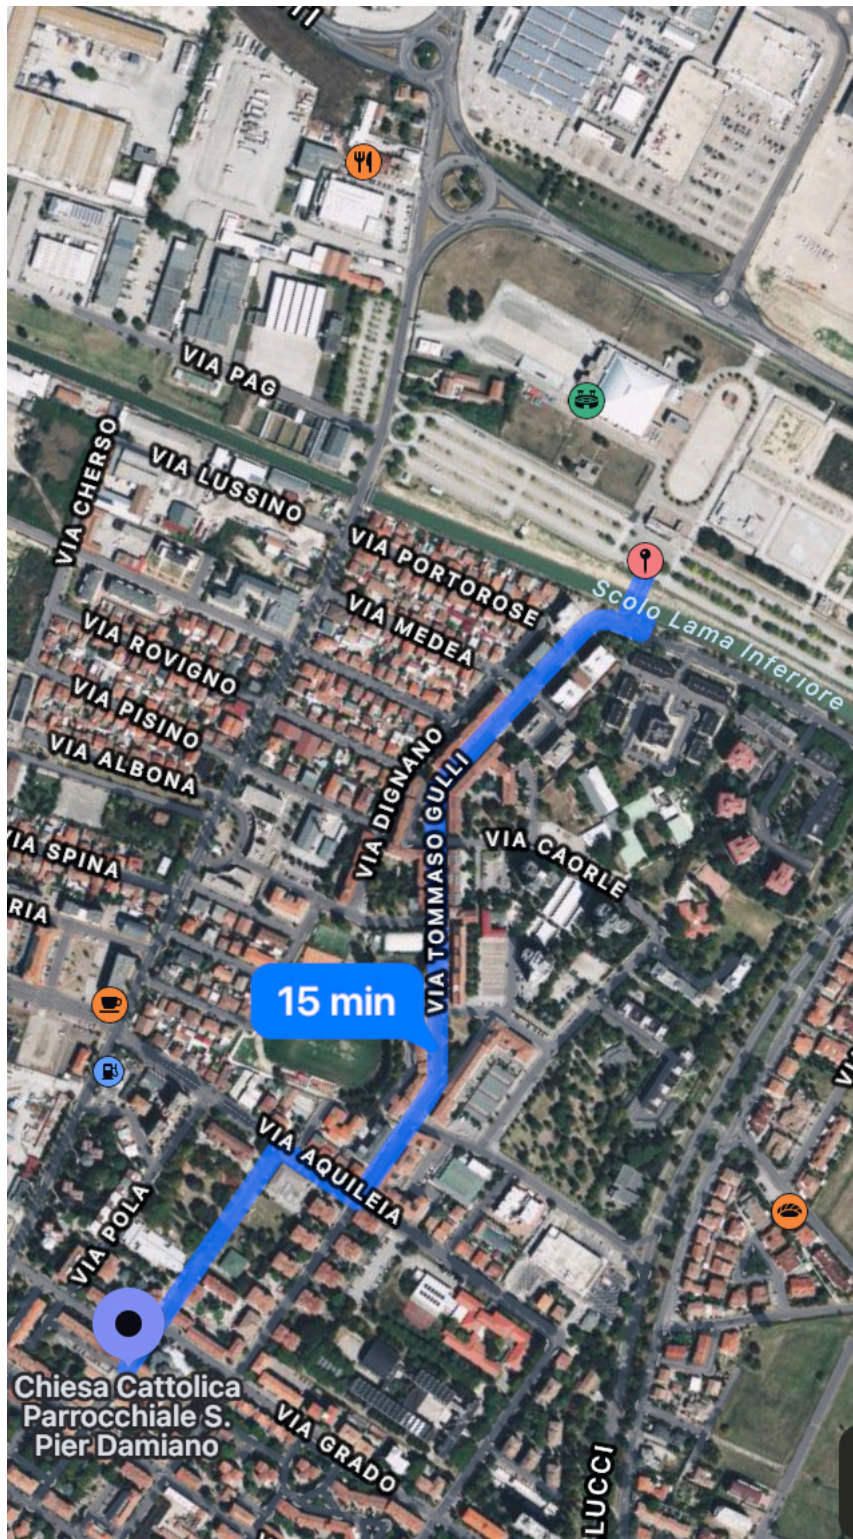 TI
VIA PAG
VIA CHERSO
VIA LUSSINO
VIA PORTOROSE
VIA MEDEA
Scolo Lama Inferiore
VIA ROVIGNO
VIA PISINO
VIA ALBONA
VIA DIGNANO
VIA TOMMASO GULLI
VIA SPINA
VIA CAORLE
RIA
15 min
VIA AQUILEIA
VIA POLA
Chiesa Cattolica
Parrocchiale S.
Pier Damiano
VIA GRADO
LUCCI